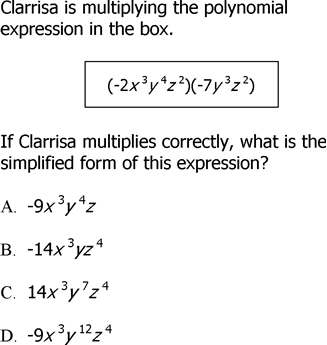 Clarrisa is multiplying the polynomial
expression in the box.
(-2x³y⁴z²)(-7y³z²)
If Clarrisa multiplies correctly, what is the
simplified form of this expression?
A. -9x³y⁴z
B. -14x³yz⁴
C. 14x³y⁷z⁴
D. -9x³y¹²z⁴